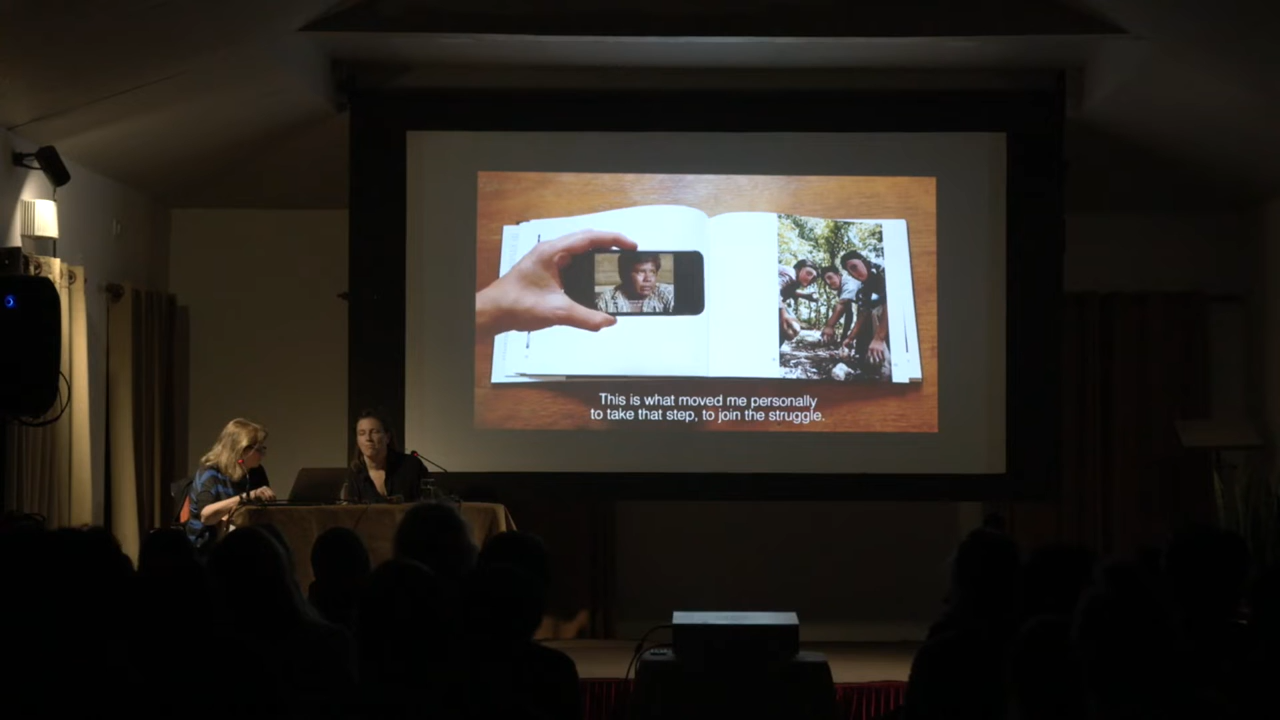 This is what moved me personally
to take that step, to join the struggle.